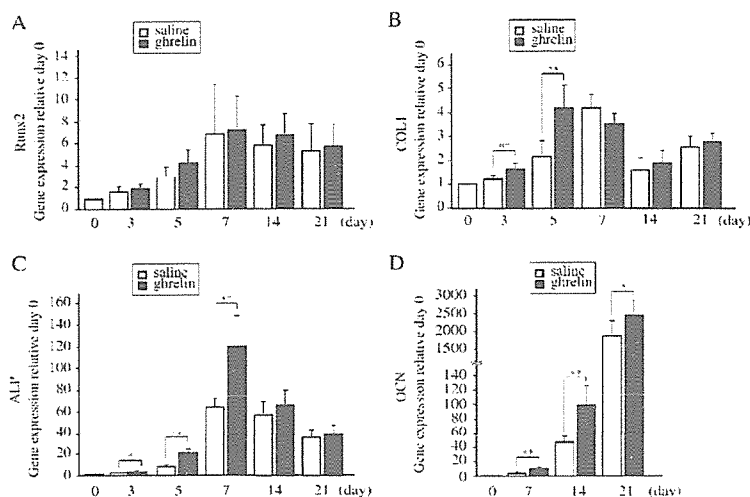 A
saline
ghrelin
Runx2
Gene expression relative day 0
14
12
10
8
6
4
2
0
0 3 5 7 14 21 (day)
B
saline
ghrelin
COL1
Gene expression relative day 0
6
5
4
3
2
1
0
**
**
0 3 5 7 14 21 (day)
C
saline
ghrelin
ALP
Gene expression relative day 0
160
140
120
100
80
60
40
20
0
**
0 3 5 7 14 21 (day)
D
saline
ghrelin
OCN
Gene expression relative day 0
3000
2500
2000
1500
140
120
100
80
60
40
20
0
**
**
*
0 7 14 21 (day)